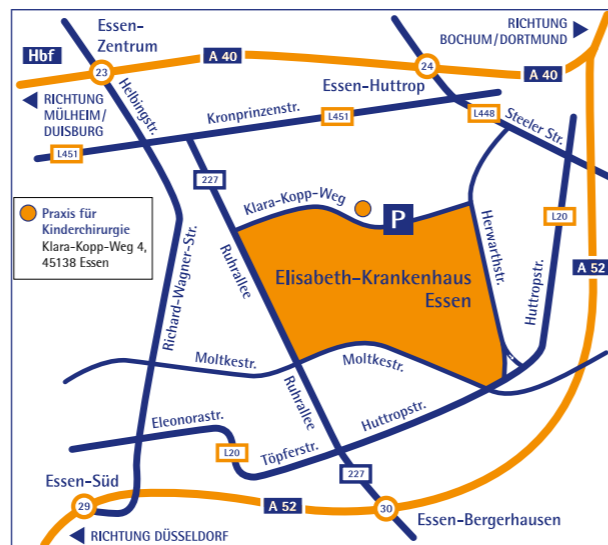 Essen-
Zentrum
Hbf
23
A 40
RICHTUNG
BOCHUM/DORTMUND
24
A 40
Essen-Huttrop
RICHTUNG
MÜLHEIM/
DUISBURG
Helbingstr.
Kronprinzenstr.
L451
L448
Steeler Str.
L451
227
Klara-Kopp-Weg
P
L20
Praxis für
Kinderchirurgie
Klara-Kopp-Weg 4,
45138 Essen
Richard-Wagner-Str.
Ruhrallee
Elisabeth-Krankenhaus
Essen
Herwarthstr.
Huttropstr.
A 52
Moltkestr.
Moltkestr.
Ruhrallee
Eleonorastr.
L20
Töpferstr.
Huttropstr.
227
Essen-Süd
29
A 52
30
Essen-Bergerhausen
RICHTUNG DÜSSELDORF